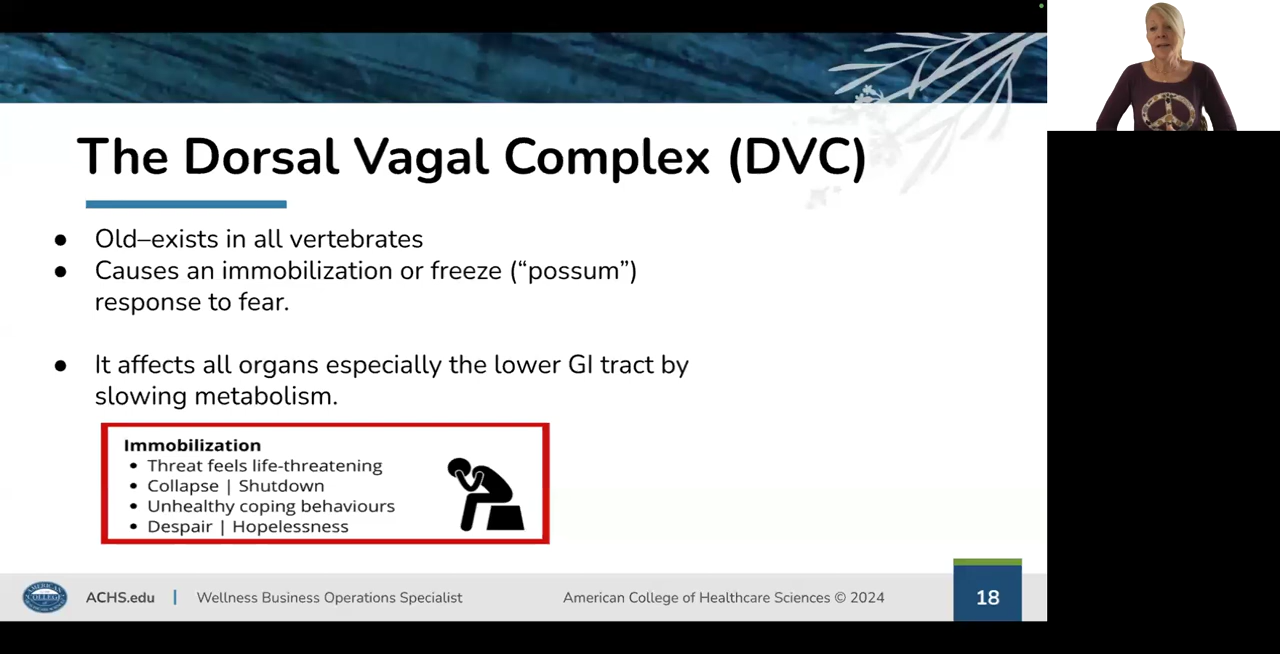 The Dorsal Vagal Complex (DVC)
● Old–exists in all vertebrates
● Causes an immobilization or freeze (“possum”)
response to fear.
● It affects all organs especially the lower GI tract by
slowing metabolism.
Immobilization
• Threat feels life-threatening
• Collapse | Shutdown
• Unhealthy coping behaviours
• Despair | Hopelessness
ACHS.edu | Wellness Business Operations Specialist American College of Healthcare Sciences © 2024 18